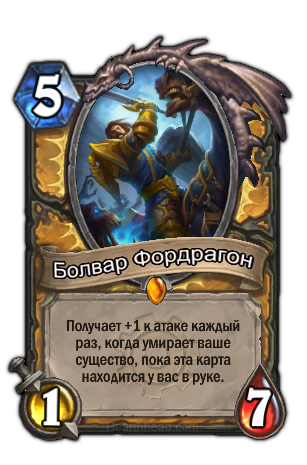 5
Болвар Фордрагон
Получает +1 к атаке каждый
раз, когда умирает ваше
существо, пока эта карта
находится у вас в руке.
1
7